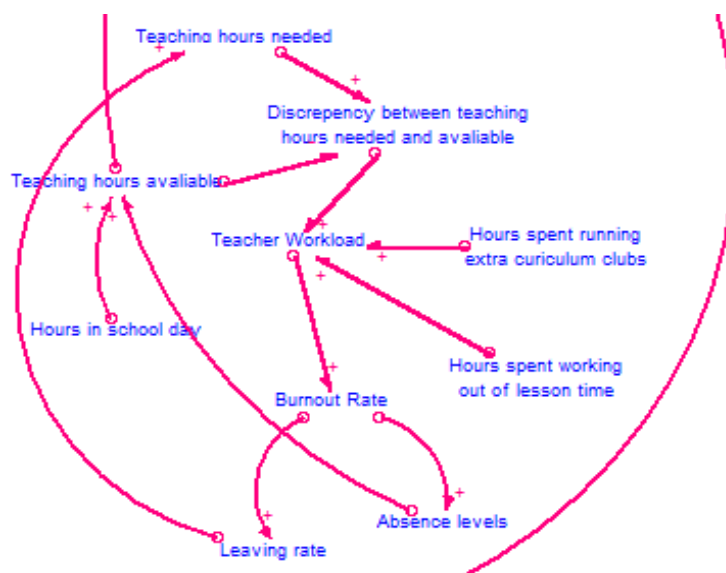 Teaching hours needed
+
+
Discrepency between teaching
hours needed and avaliable
Teaching hours avaliable
+
+
+
Teacher Workload
+
+
Hours spent running
extra curiculum clubs
Hours in school day
Hours spent working
out of lesson time
+
Burnout Rate
+
+
Absence levels
Leaving rate